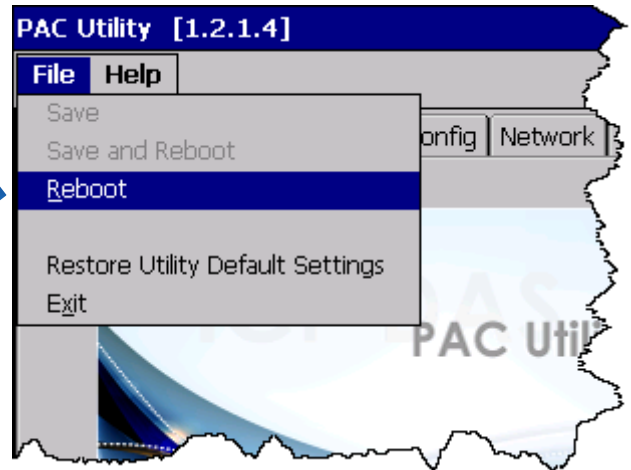 PAC Utility [1.2.1.4]
File Help
Save
Save and Reboot
Reboot
Restore Utility Default Settings
Exit
onfig Network
PAC Utili